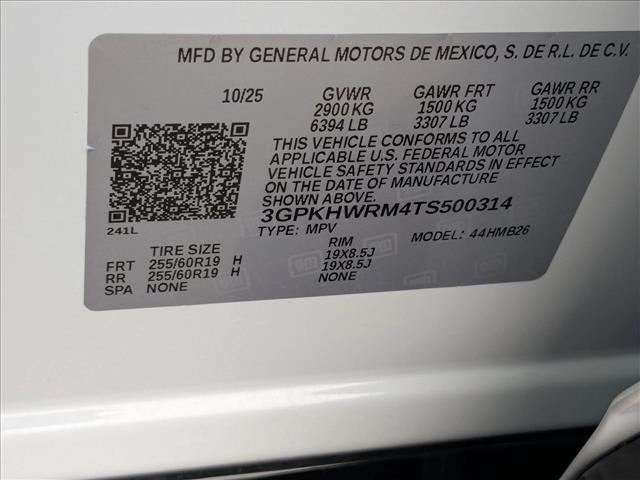 MFD BY GENERAL MOTORS DE MEXICO, S. DE R.L. DE C.V.
10/25 GVWR GAWR FRT GAWR RR
2900 KG 1500 KG 1500 KG
6394 LB 3307 LB 3307 LB
THIS VEHICLE CONFORMS TO ALL
APPLICABLE U.S. FEDERAL MOTOR
VEHICLE SAFETY STANDARDS IN EFFECT
ON THE DATE OF MANUFACTURE
SHOWN ABOVE.
3GPKHWRM4TS500314
241L TYPE: MPV MODEL: 44HMB26
TIRE SIZE RIM
FRT 255/60R19 H 19X8.5J
RR 255/60R19 H 19X8.5J
SPA NONE NONE